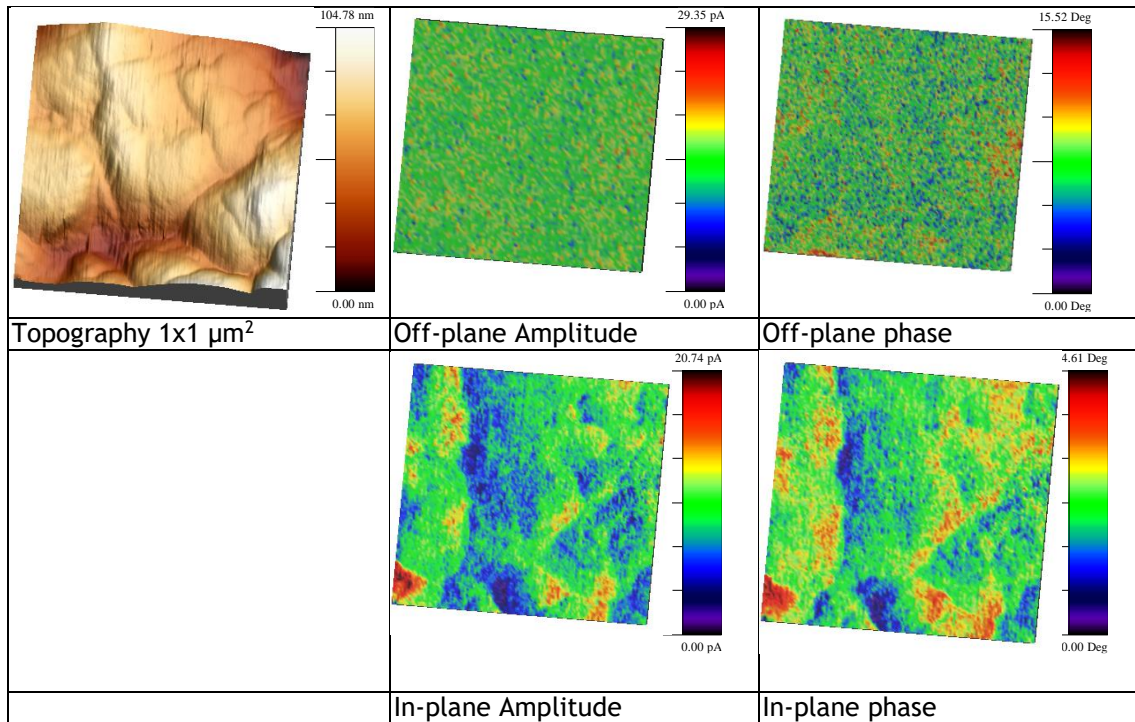 104.78 nm
0.00 nm
29.35 pA
0.00 pA
15.52 Deg
0.00 Deg
Topography 1x1 µm²
Off-plane Amplitude
Off-plane phase
20.74 pA
0.00 pA
4.61 Deg
0.00 Deg
In-plane Amplitude
In-plane phase